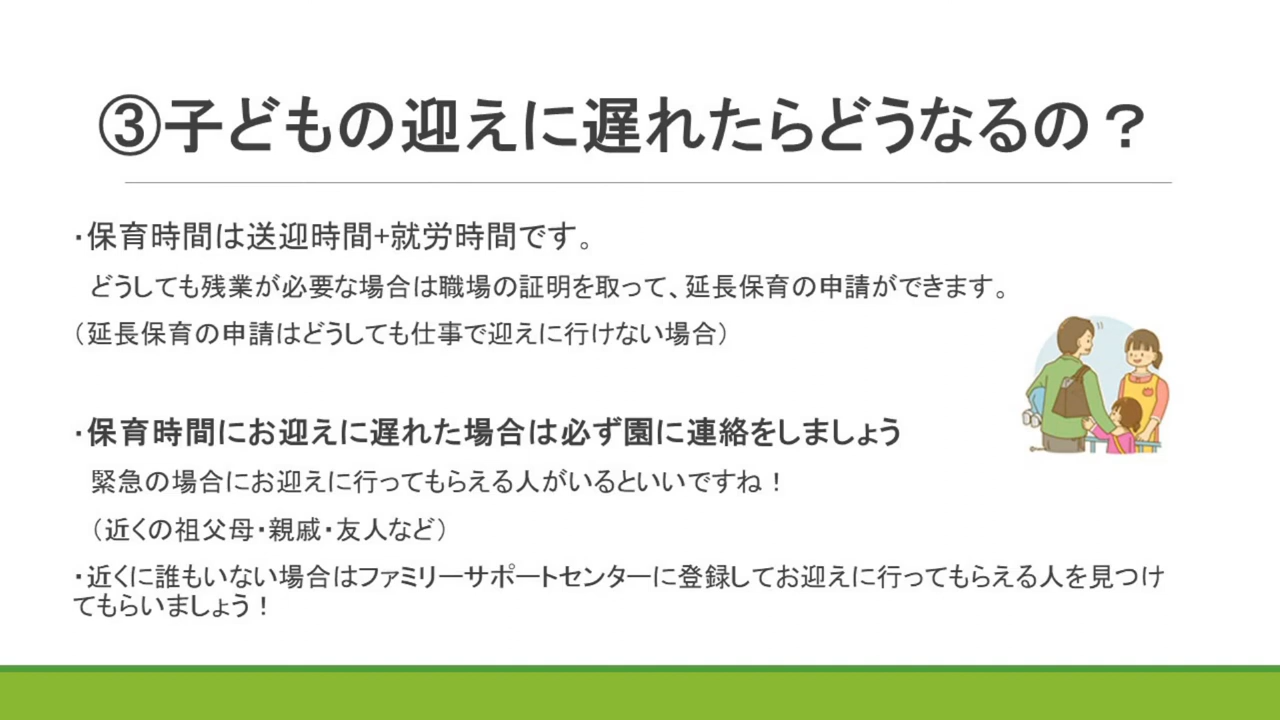 ③子どもの迎えに遅れたらどうなるの？
・保育時間は送迎時間+就労時間です。
どうしても残業が必要な場合は職場の証明を取って、延長保育の申請ができます。
（延長保育の申請はどうしても仕事で迎えに行けない場合）
・保育時間にお迎えに遅れた場合は必ず園に連絡をしましょう
緊急の場合にお迎えに行ってもらえる人がいるといいですね！
（近くの祖父母・親戚・友人など）
・近くに誰もいない場合はファミリーサポートセンターに登録してお迎えに行ってもらえる人を見つけ
てもらいましょう！